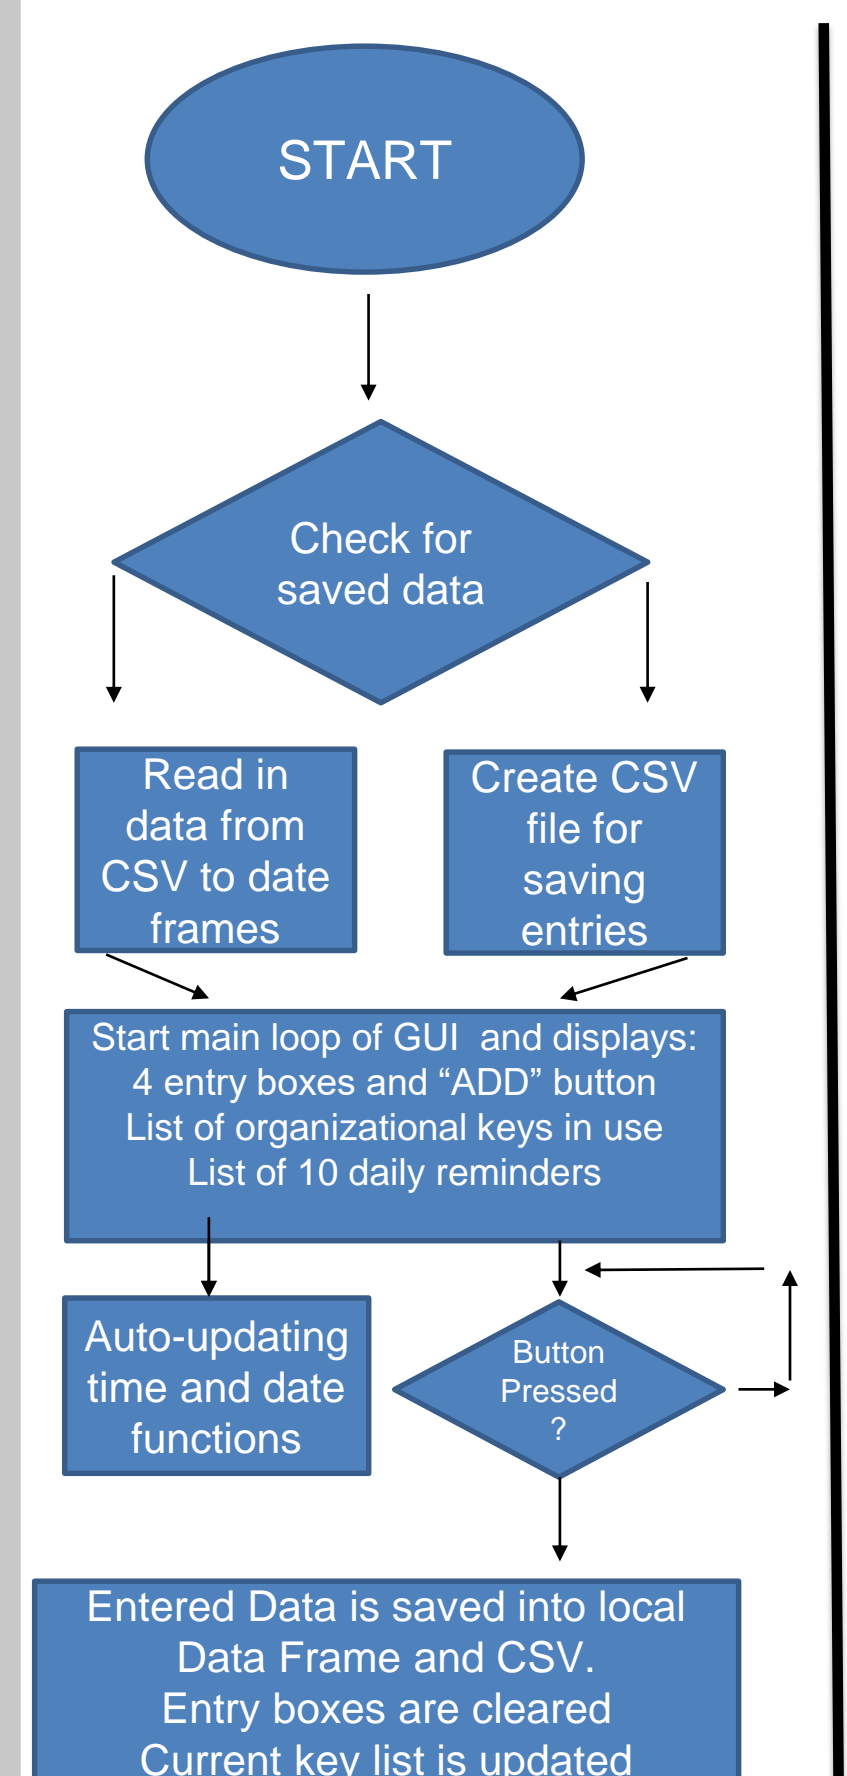 START
Check for
saved data
Read in
data from
CSV to date
frames
Create CSV
file for
saving
entries
Start main loop of GUI  and displays:
4 entry boxes and “ADD” button
List of organizational keys in use
List of 10 daily reminders
Auto-updating
time and date
functions
Button
Pressed
?
Entered Data is saved into local
Data Frame and CSV.
Entry boxes are cleared
Current key list is updated